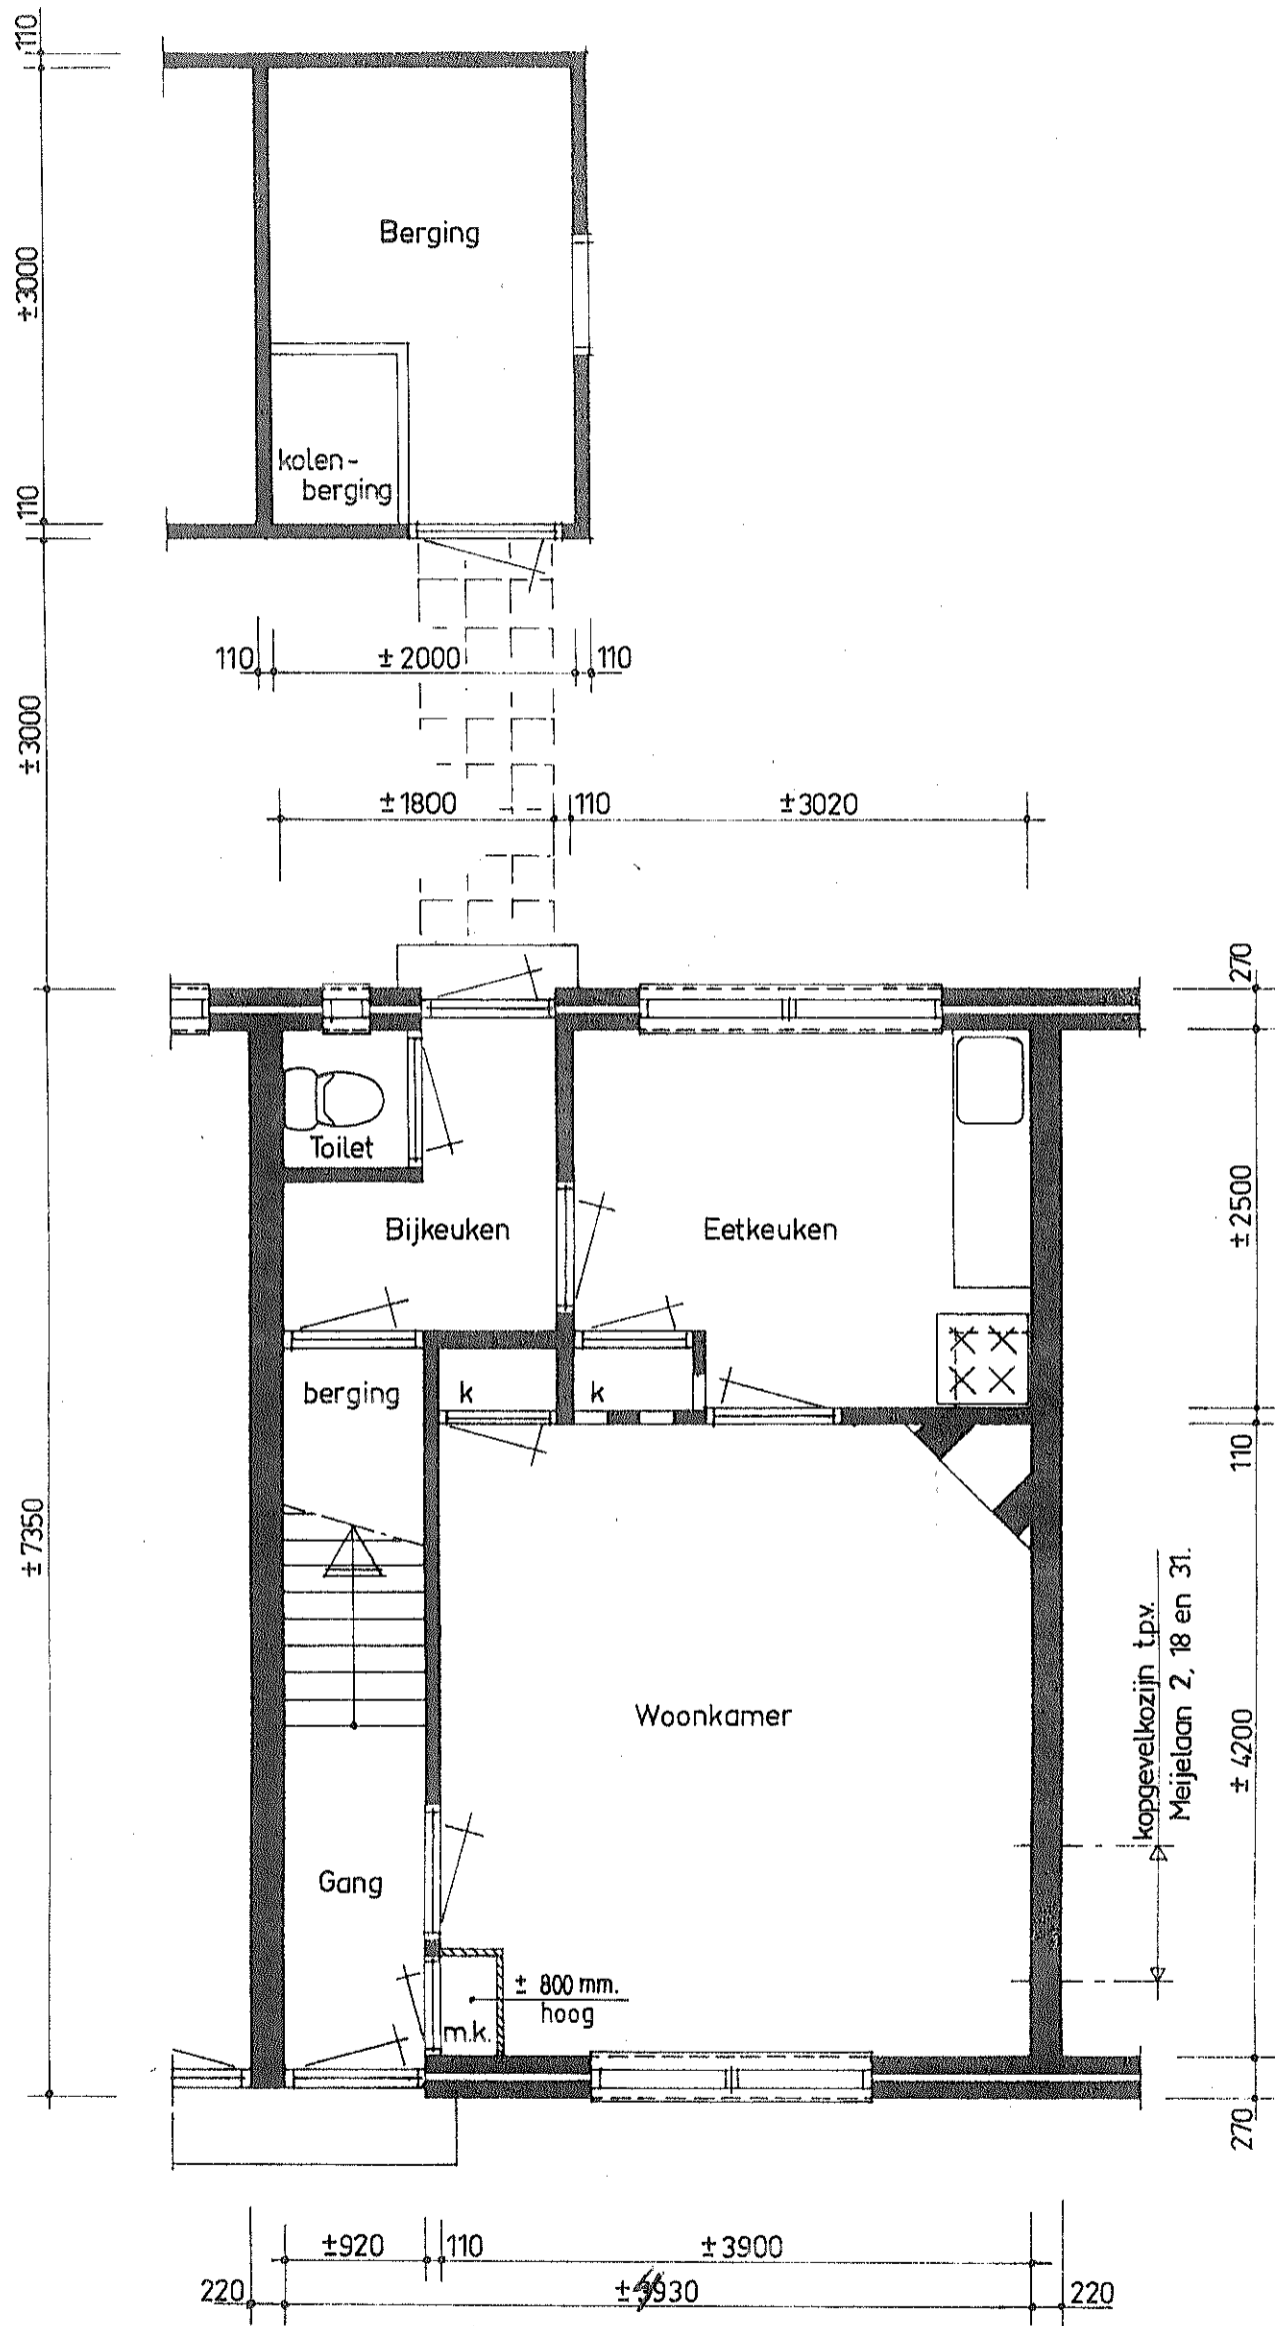 110
Berging
±3000
kolen-
berging
110
110 ±2000 110
±3000
±1800 110 ±3020
270
Toilet
±2500
Bijkeuken Eetkeuken
berging k k
110
±7350
kopgevelkozijn t.p.v.
Meijelaan 2, 18 en 31.
Woonkamer
±4200
Gang
± 800 mm.
hoog
m.k.
270
±920 110 ±3900
220 ±4930 220